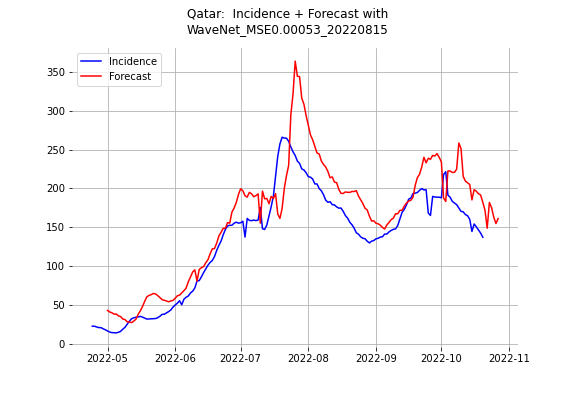 Qatar:  Incidence + Forecast with
WaveNet_MSE0.00053_20220815
Incidence
Forecast
350
300
250
200
150
100
50
0
2022-05 2022-06 2022-07 2022-08 2022-09 2022-10 2022-11